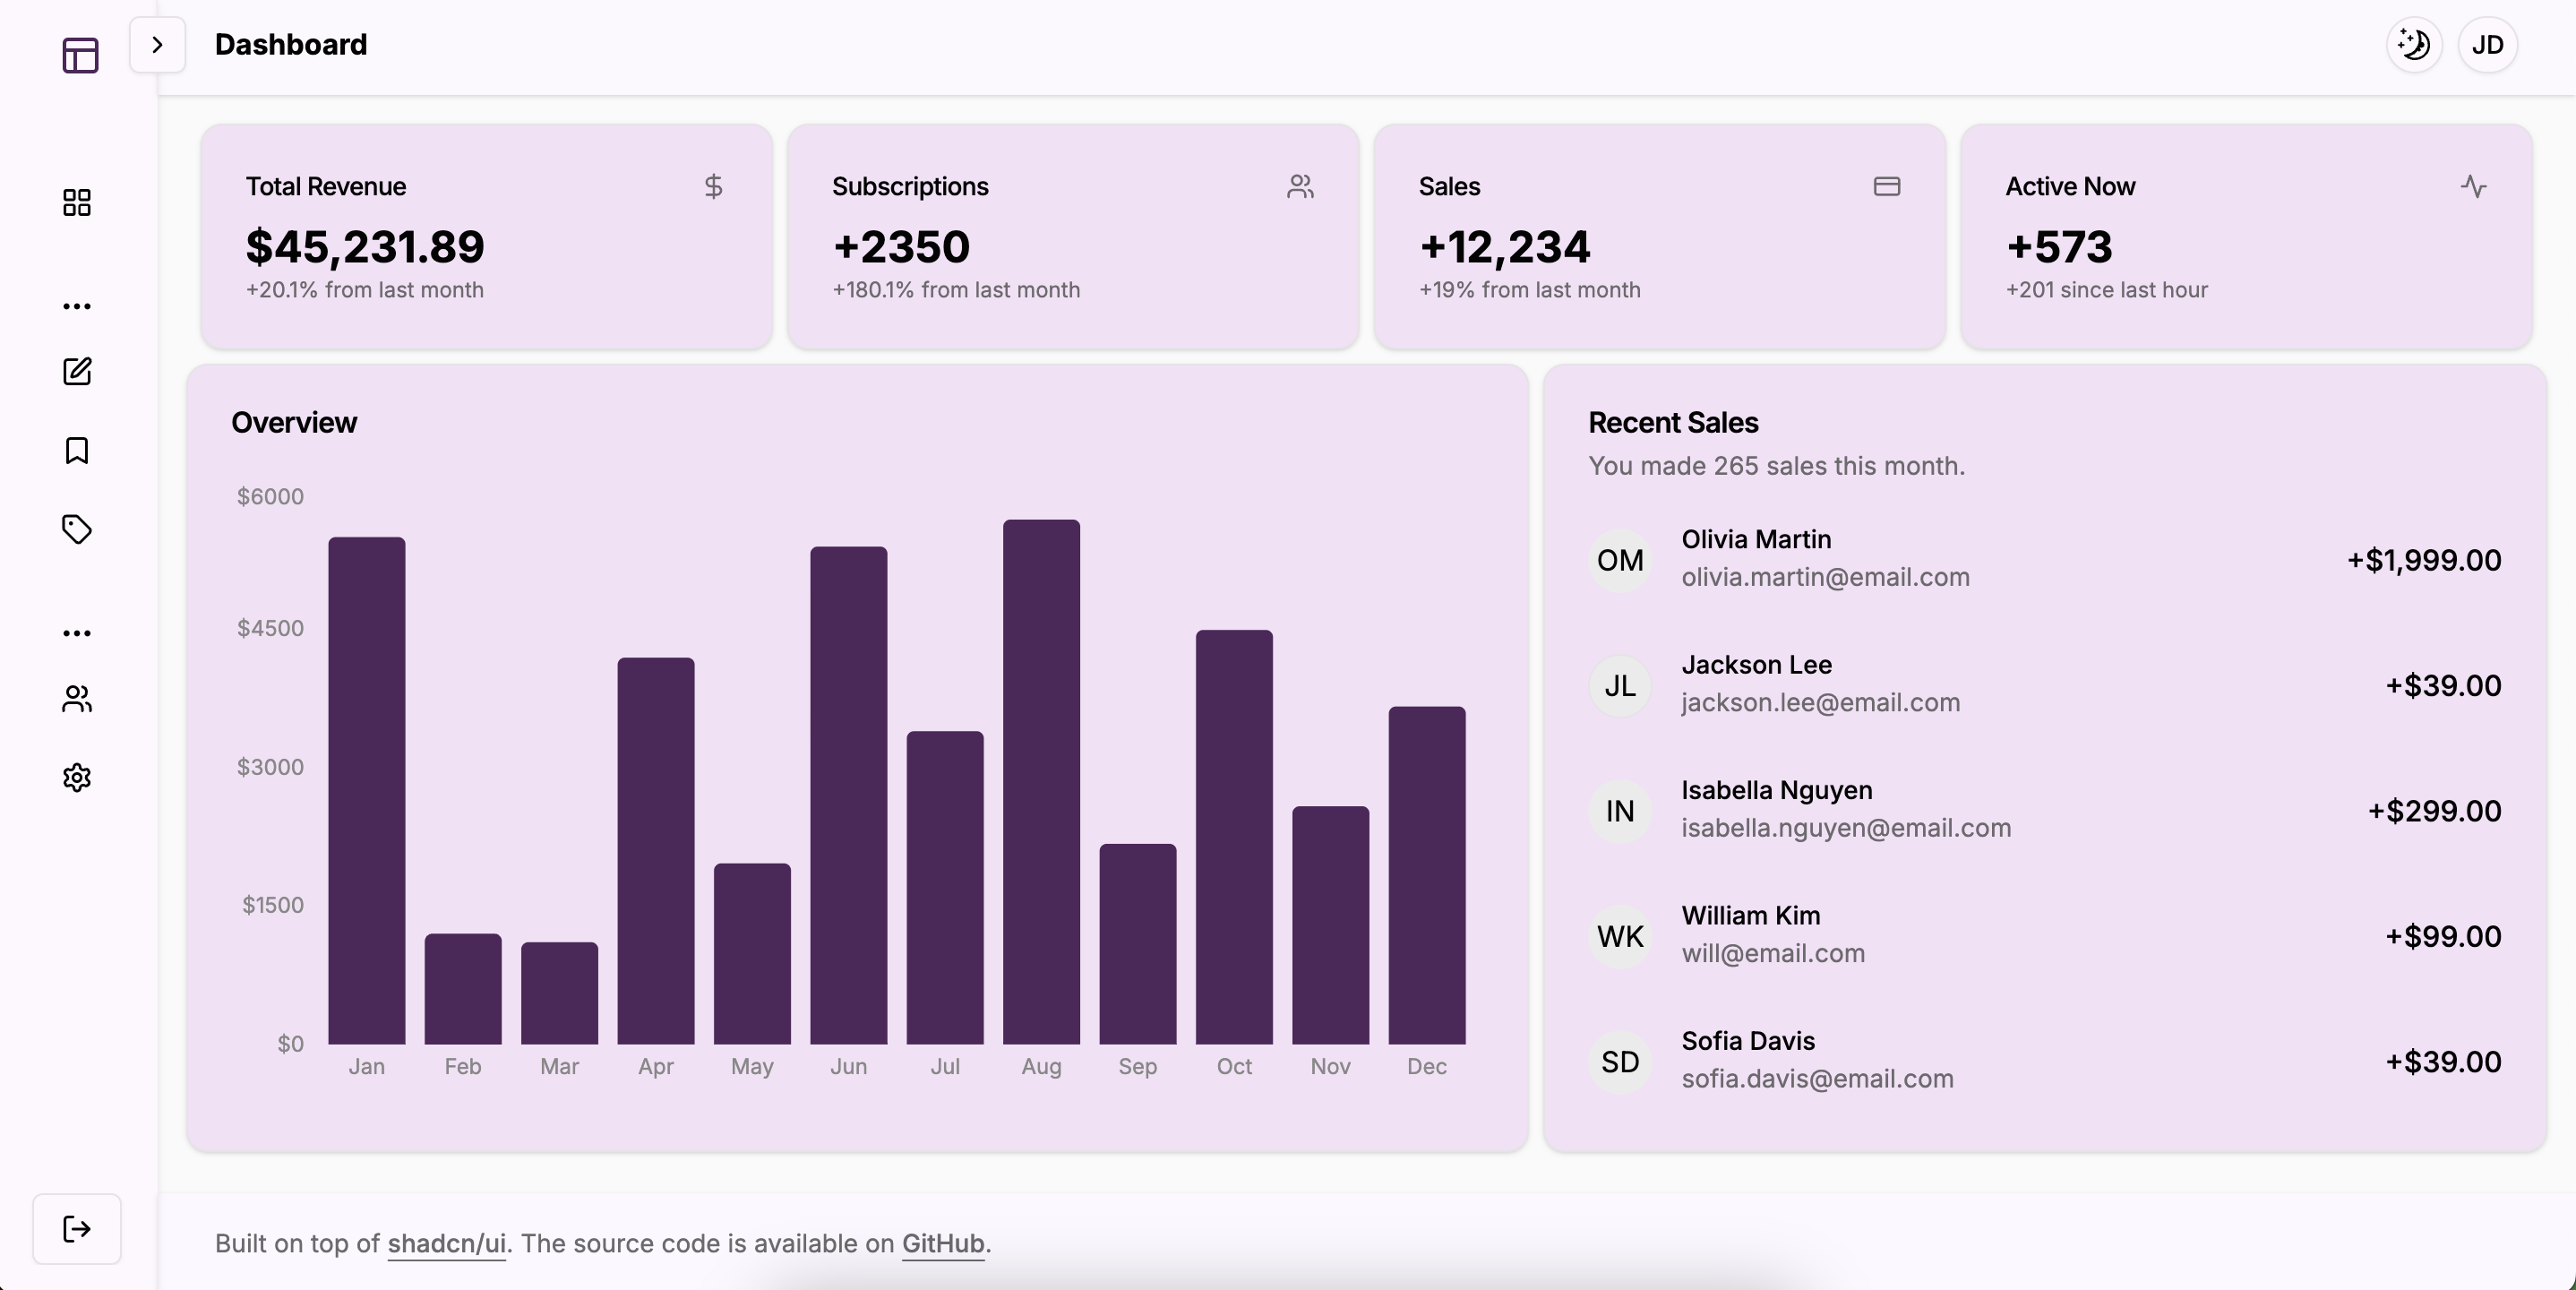 Dashboard
JD
Total Revenue
$45,231.89
+20.1% from last month
Subscriptions
+2350
+180.1% from last month
Sales
+12,234
+19% from last month
Active Now
+573
+201 since last hour
Overview
$6000
$4500
$3000
$1500
$0
Jan Feb Mar Apr May Jun Jul Aug Sep Oct Nov Dec
Recent Sales
You made 265 sales this month.
OM
Olivia Martin
olivia.martin@email.com
+$1,999.00
JL
Jackson Lee
jackson.lee@email.com
+$39.00
IN
Isabella Nguyen
isabella.nguyen@email.com
+$299.00
WK
William Kim
will@email.com
+$99.00
SD
Sofia Davis
sofia.davis@email.com
+$39.00
Built on top of shadcn/ui. The source code is available on GitHub.